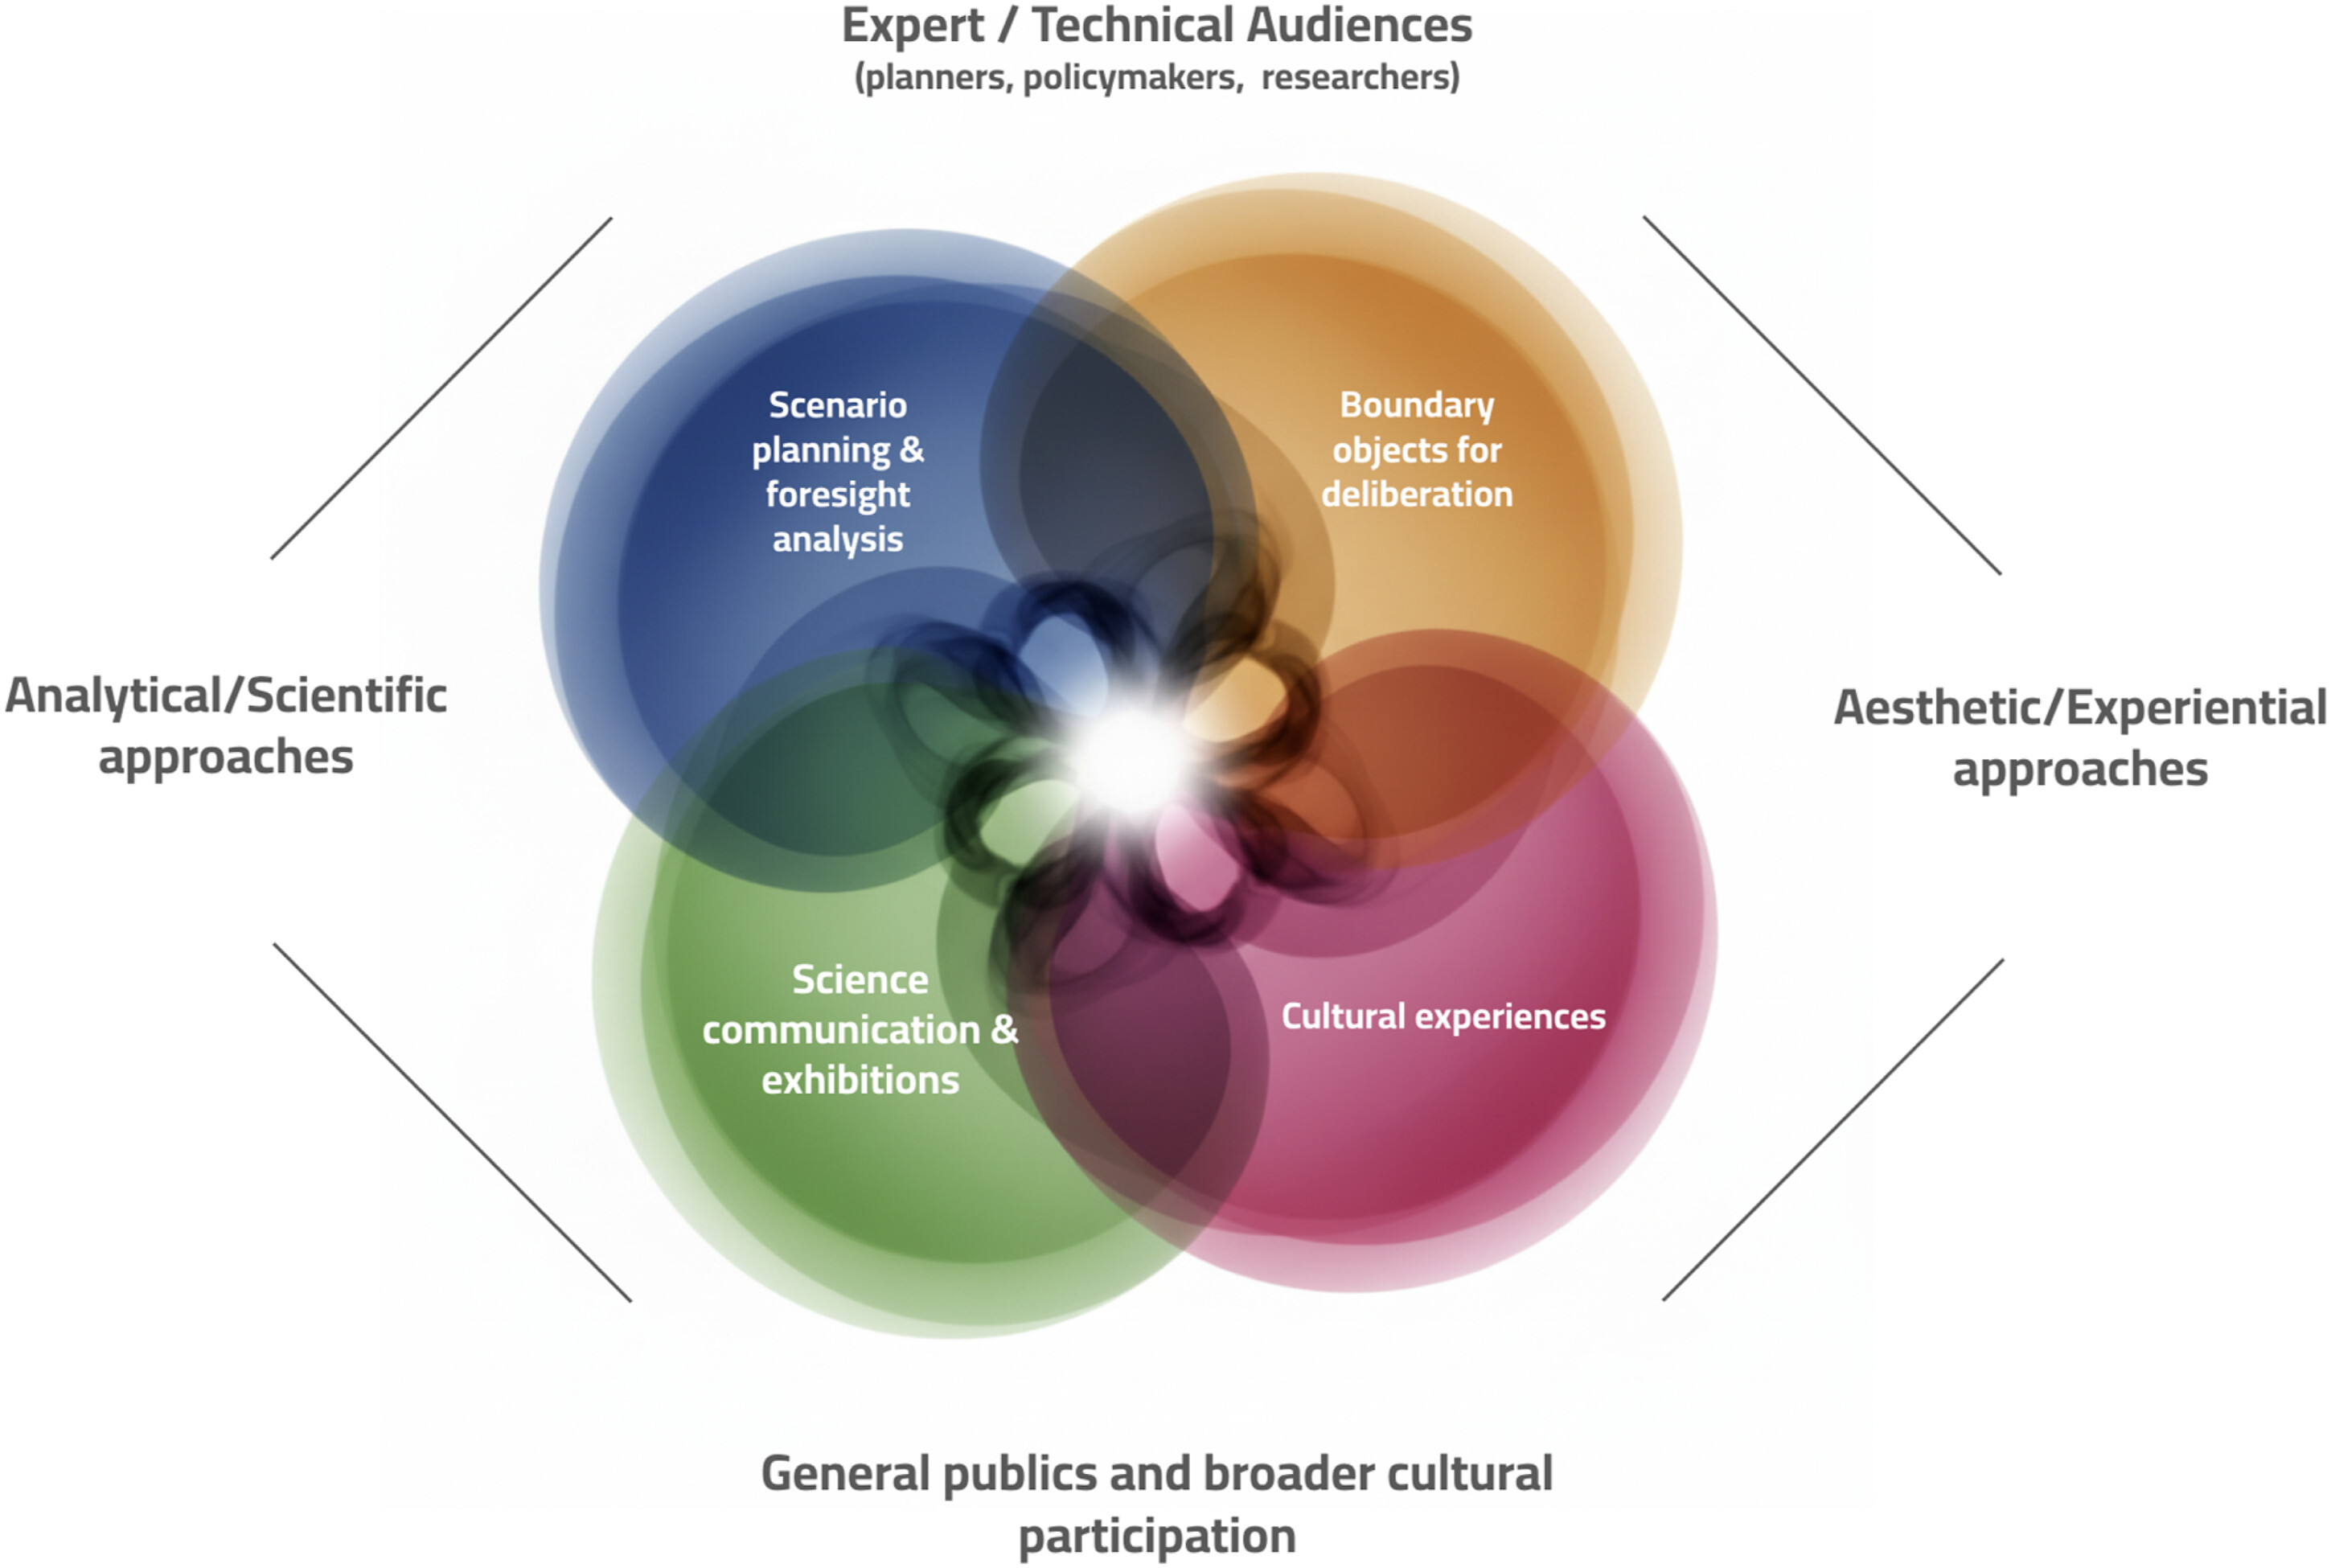 Expert / Technical Audiences
(planners, policymakers, researchers)
Scenario
planning &
foresight
analysis
Boundary
objects for
deliberation
Analytical/Scientific
approaches
Aesthetic/Experiential
approaches
Science
communication &
exhibitions
Cultural experiences
General publics and broader cultural
participation